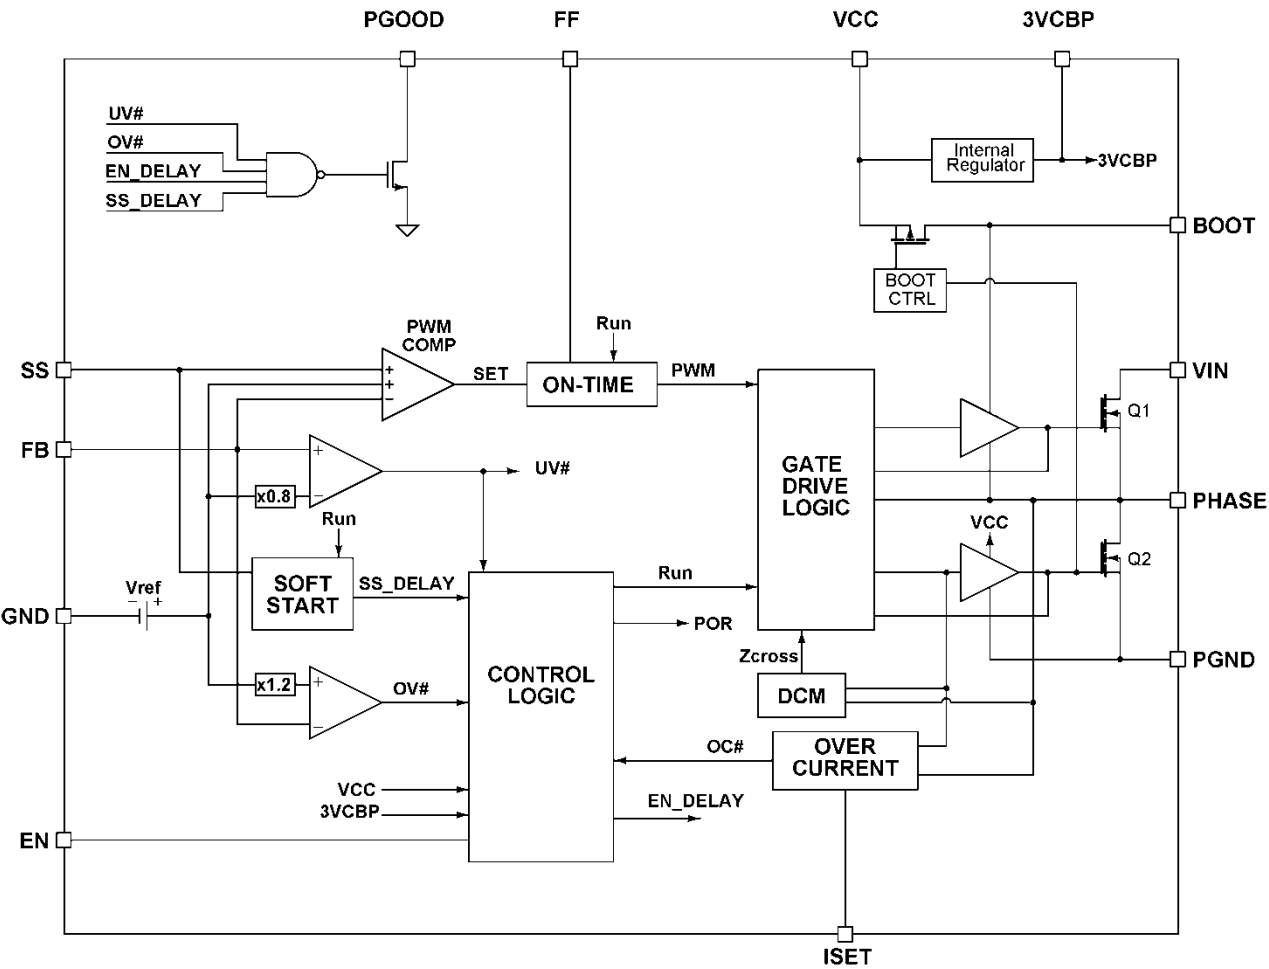 PGOOD
FF
VCC
3VCBP
UV#
OV#
EN_DELAY
SS_DELAY
Internal
Regulator
3VCBP
BOOT
BOOT
CTRL
PWM
COMP
Run
SS
+
+
−
SET
ON-TIME
PWM
VIN
Q1
FB
+
−
x0.8
UV#
GATE
DRIVE
LOGIC
PHASE
Run
VCC
Q2
SOFT
START
SS_DELAY
Run
Vref
− +
GND
POR
Zcross
PGND
CONTROL
LOGIC
x1.2
+
−
OV#
DCM
OC#
OVER
CURRENT
VCC
3VCBP
EN_DELAY
EN
ISET